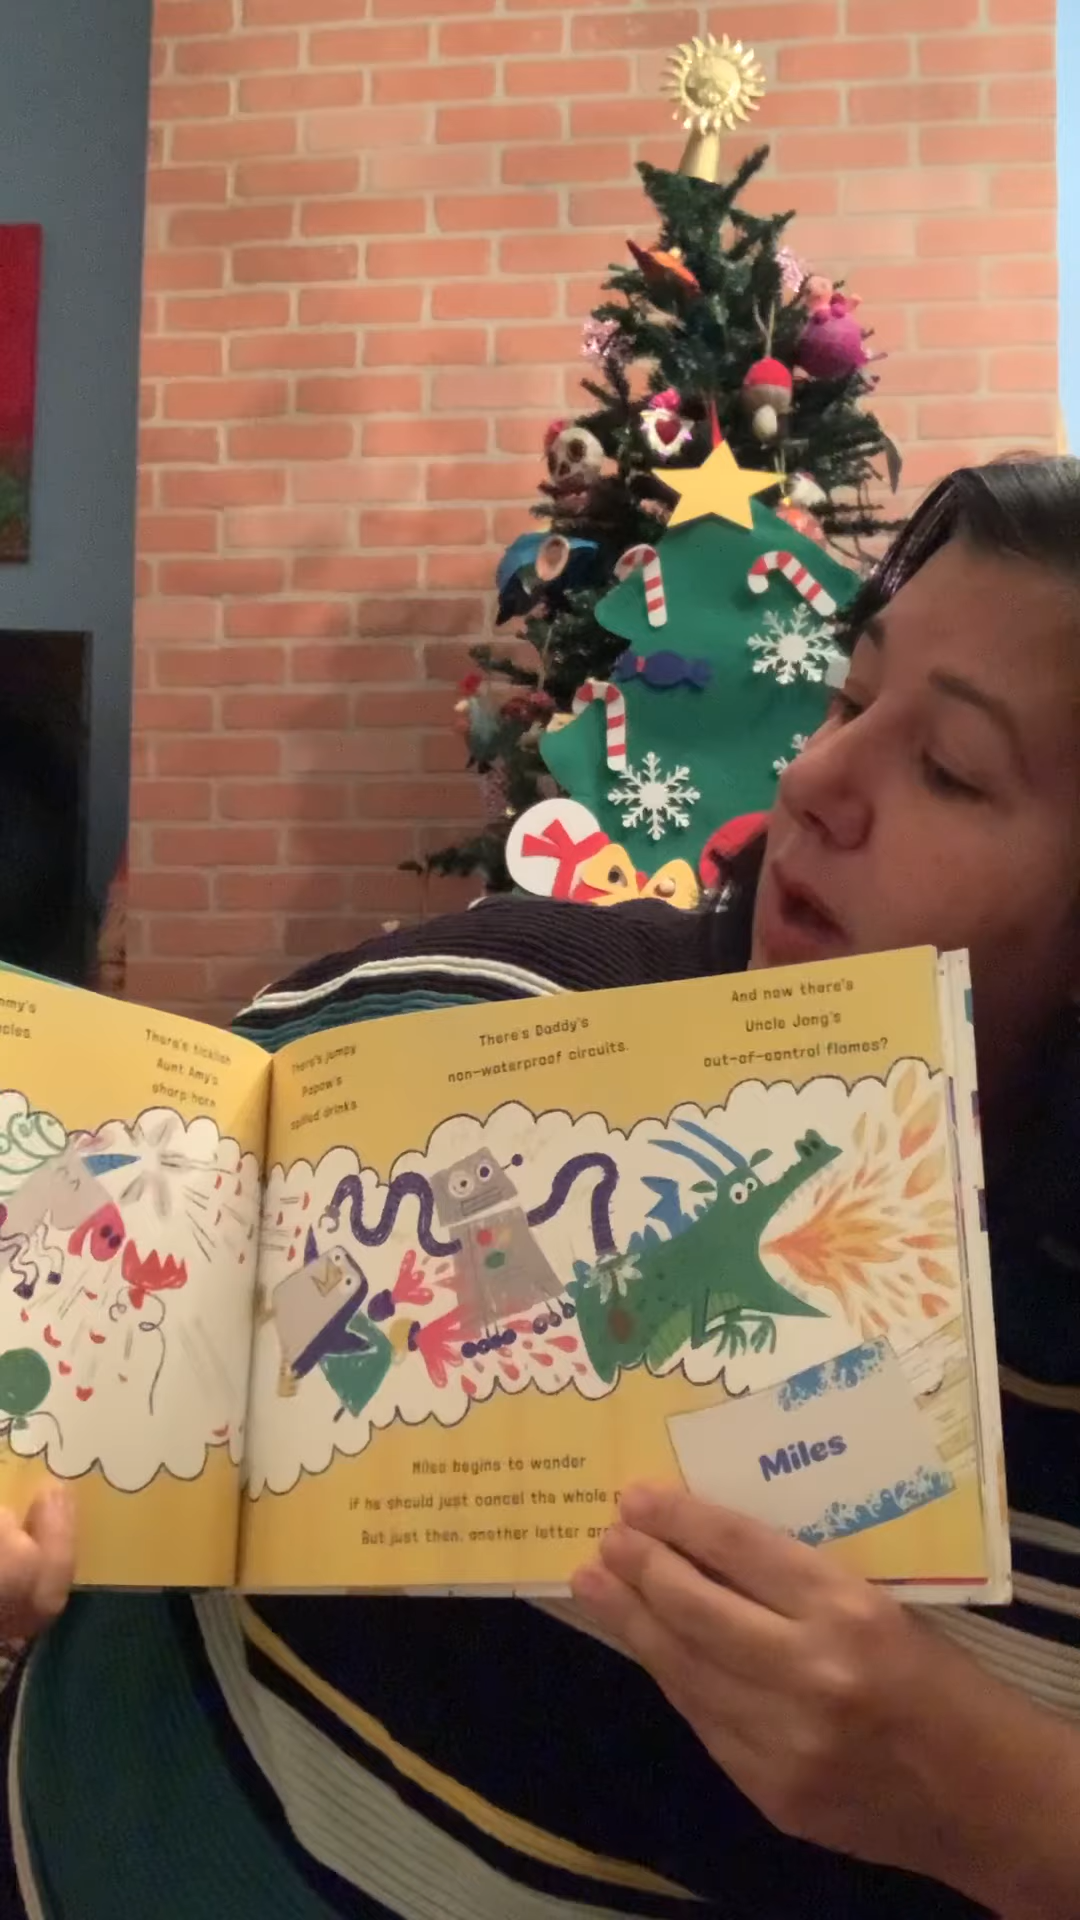 There's ticklish
Aunt Amy's
sharp horn
There's jumpy
Papaw's
spilled drinks
There's Daddy's
non-waterproof circuits.
And now there's
Uncle Jong's
out-of-control flames?
Miles begins to wonder
if he should just cancel the whole
But just then, another letter
Miles